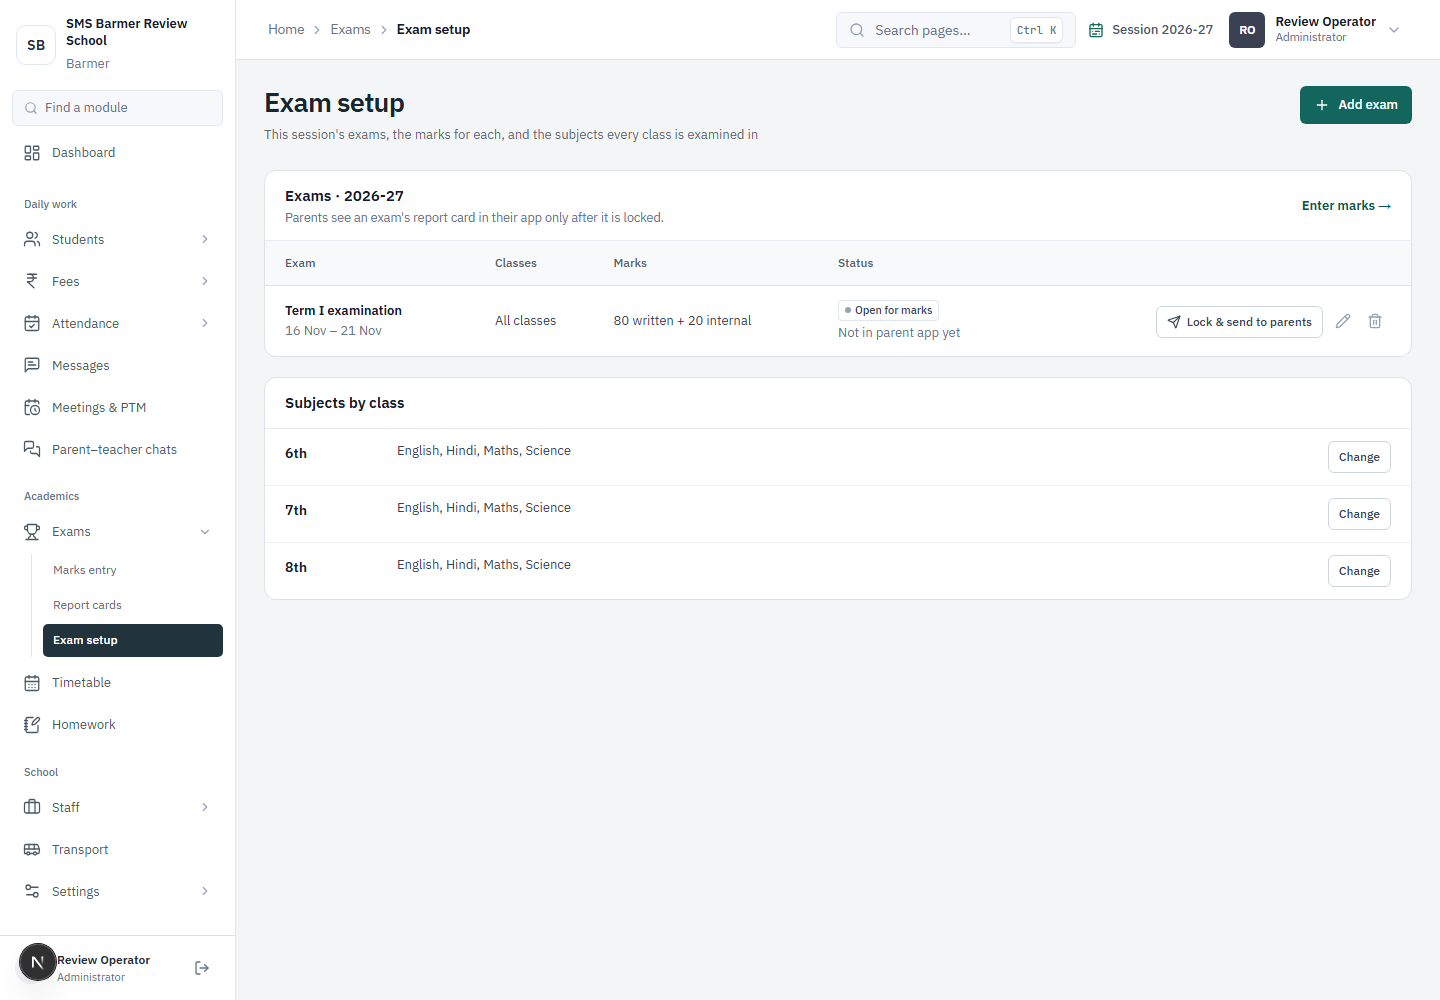 SB
SMS Barmer Review
School
Barmer
Find a module
Dashboard
Daily work
Students
Fees
Attendance
Messages
Meetings & PTM
Parent–teacher chats
Academics
Exams
Marks entry
Report cards
Exam setup
Timetable
Homework
School
Staff
Transport
Settings
N
Review Operator
Administrator
Home Exams Exam setup
Search pages... Ctrl K
Session 2026-27
RO
Review Operator
Administrator
Exam setup
This session's exams, the marks for each, and the subjects every class is examined in
Add exam
Exams · 2026-27
Parents see an exam's report card in their app only after it is locked.
Enter marks →
Exam Classes Marks Status
Term I examination
16 Nov – 21 Nov
All classes
80 written + 20 internal
Open for marks
Not in parent app yet
Lock & send to parents
Subjects by class
6th English, Hindi, Maths, Science Change
7th English, Hindi, Maths, Science Change
8th English, Hindi, Maths, Science Change